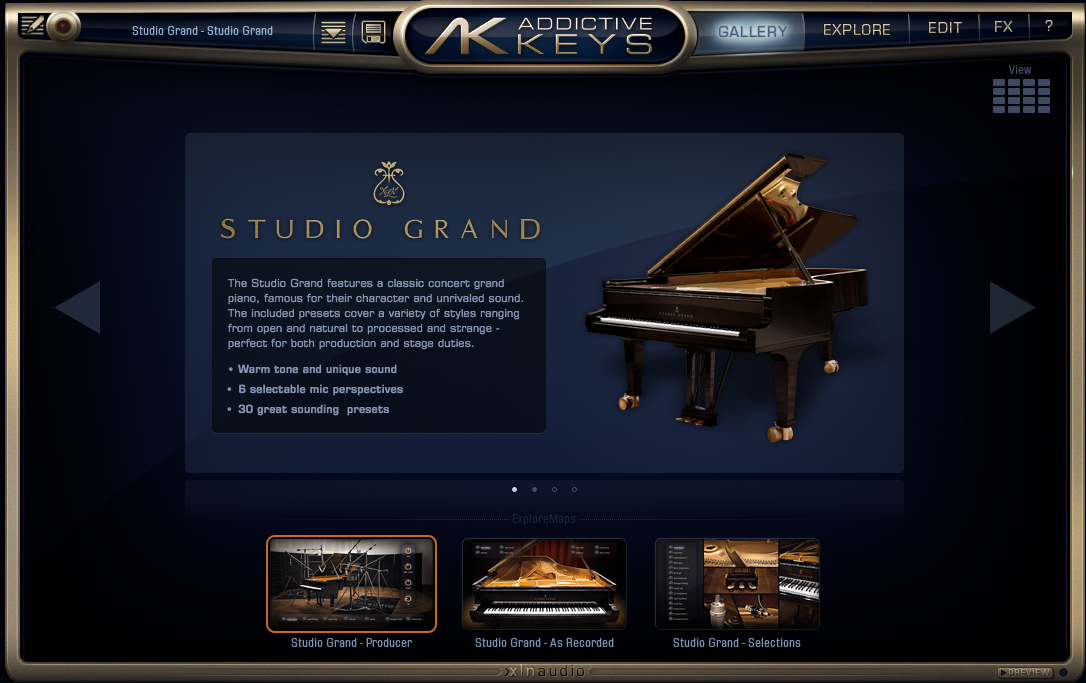 Studio Grand - Studio Grand
ADDICTIVE
KEYS
GALLERY
EXPLORE
EDIT
FX
?
View
STUDIO GRAND
The Studio Grand features a classic concert grand
piano, famous for their character and unrivaled sound.
The included presets cover a variety of styles ranging
from open and natural to processed and strange -
perfect for both production and stage duties.
• Warm tone and unique sound
• 6 selectable mic perspectives
• 30 great sounding presets
STUDIO GRAND
ExploreMaps
Studio Grand - Producer
Studio Grand - As Recorded
Studio Grand - Selections
xlnaudio
PREVIEW